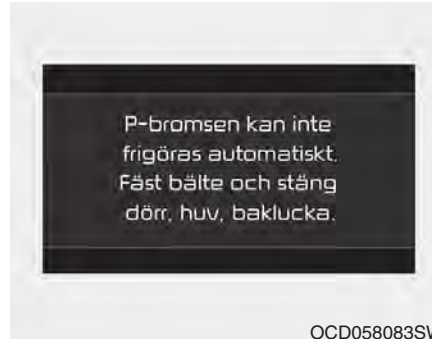 P-bromsen kan inte
frigöras automatiskt.
Fäst bälte och stäng
dörr, huv, baklucka.
OCD058083SW